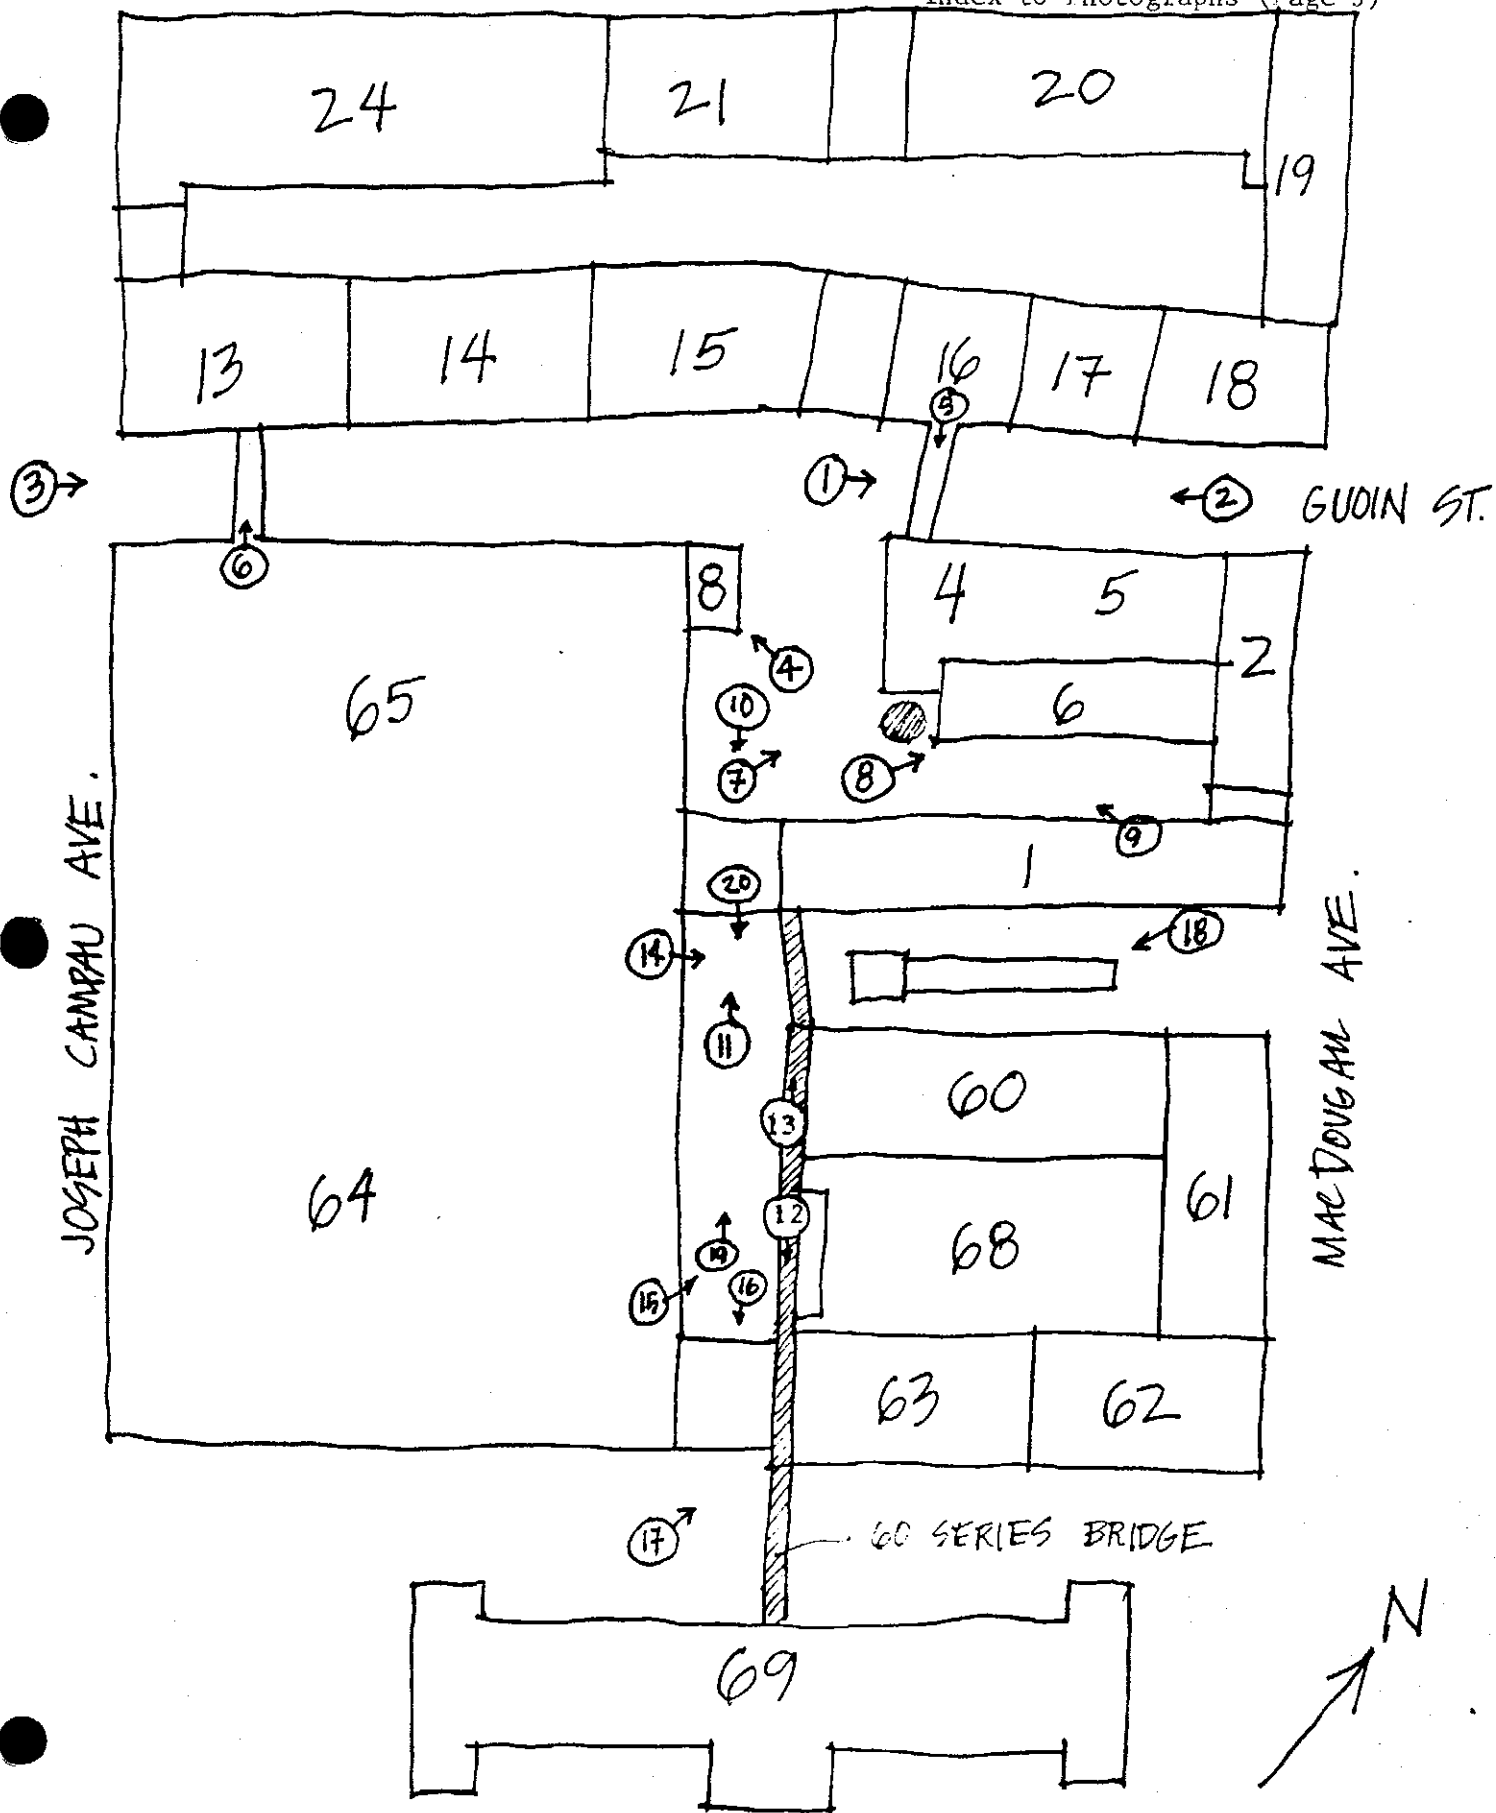 Index to Photographs (Page 3)
24 21 20
19
13 14 15 16 17 18
5
3 1 2 GUOIN ST.
6
8 4 5
2
4
65 10 6
7 8
9
1
20
14 18
11
60
13
64 12 61
19 68
15 16
63 62
17 60 SERIES BRIDGE
69
N
JOSEPH CAMPAU AVE.
MACDOUGALL AVE.